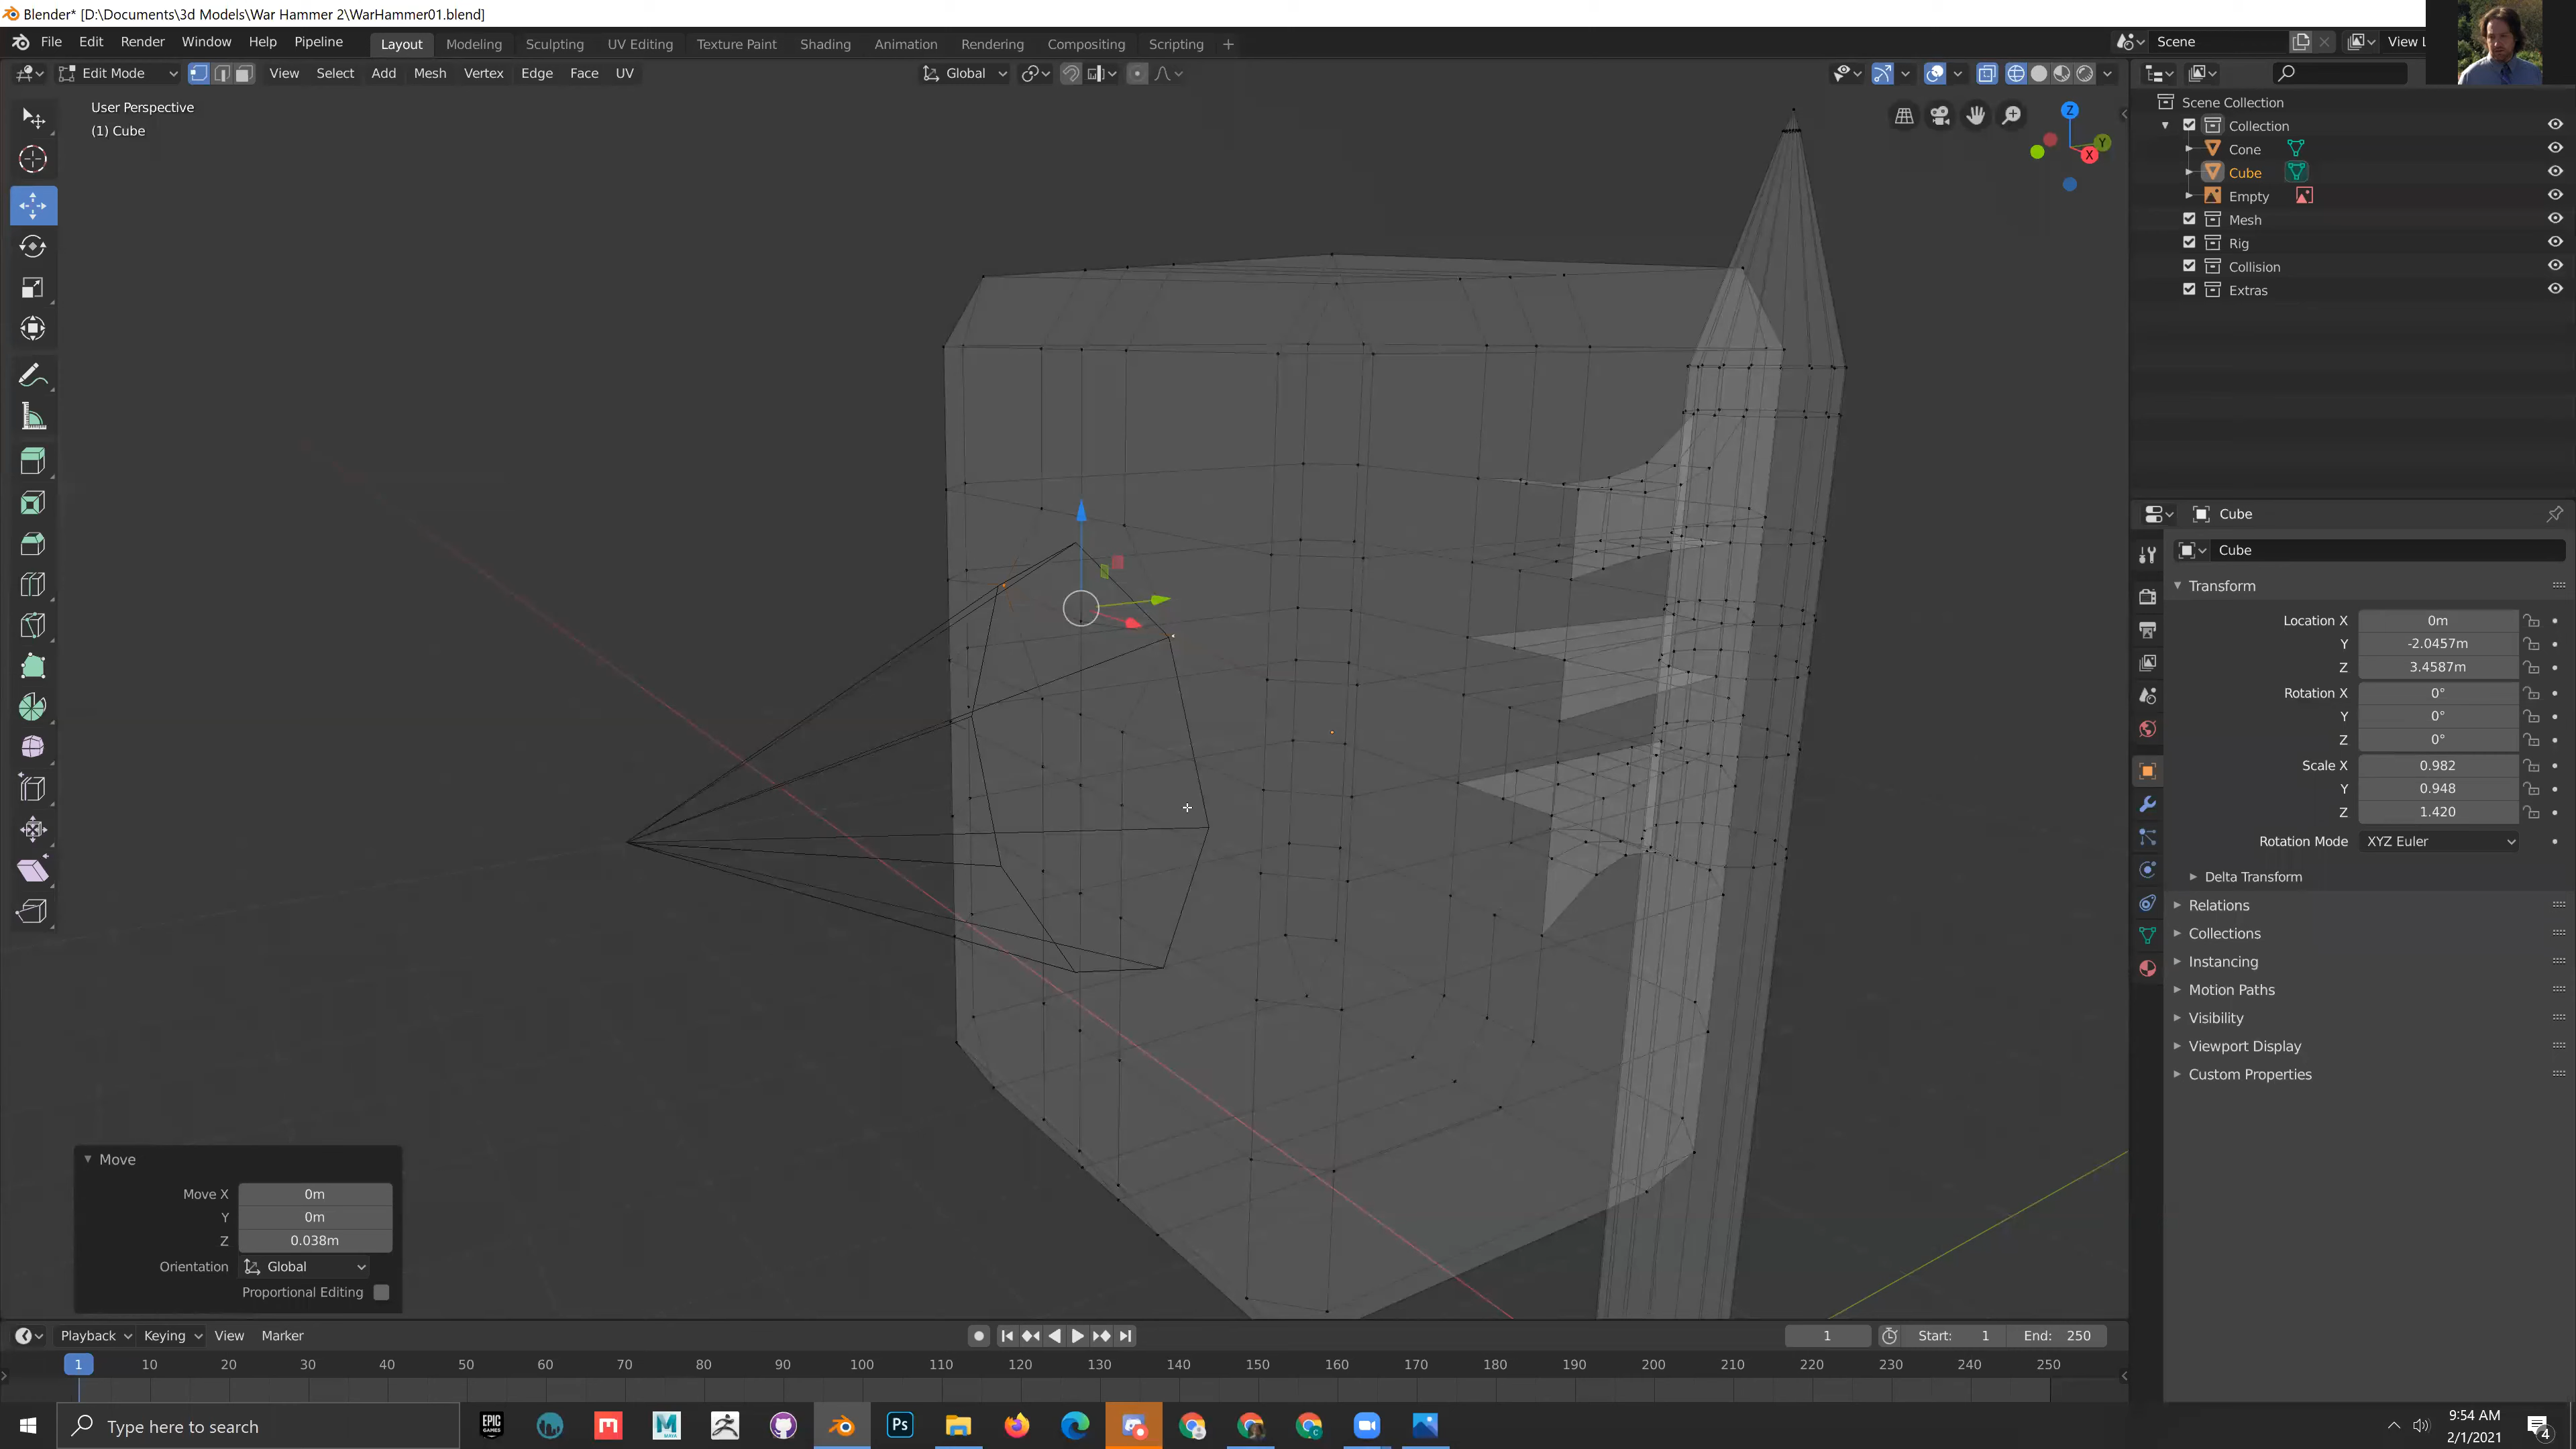 Blender* [D:\Documents\3d Models\War Hammer 2\WarHammer01.blend]
File Edit Render Window Help Pipeline Layout Modeling Sculpting UV Editing Texture Paint Shading Animation Rendering Compositing Scripting + Scene View L
Edit Mode View Select Add Mesh Vertex Edge Face UV Global
User Perspective
(1) Cube
Z
Y
X
Scene Collection
Collection
Cone
Cube
Empty
Mesh
Rig
Collision
Extras
Cube
Cube
Transform
Location X 0m
Y -2.0457m
Z 3.4587m
Rotation X 0°
Y 0°
Z 0°
Scale X 0.982
Y 0.948
Z 1.420
Rotation Mode XYZ Euler
Delta Transform
Relations
Collections
Instancing
Motion Paths
Visibility
Viewport Display
Custom Properties
Move
Move X 0m
Y 0m
Z 0.038m
Orientation Global
Proportional Editing
Playback Keying View Marker 1 Start: 1 End: 250
1 10 20 30 40 50 60 70 80 90 100 110 120 130 140 150 160 170 180 190 200 210 220 230 240 250
Type here to search
EPIC GAMES
M
MAYA
Ps
9:54 AM
2/1/2021
4